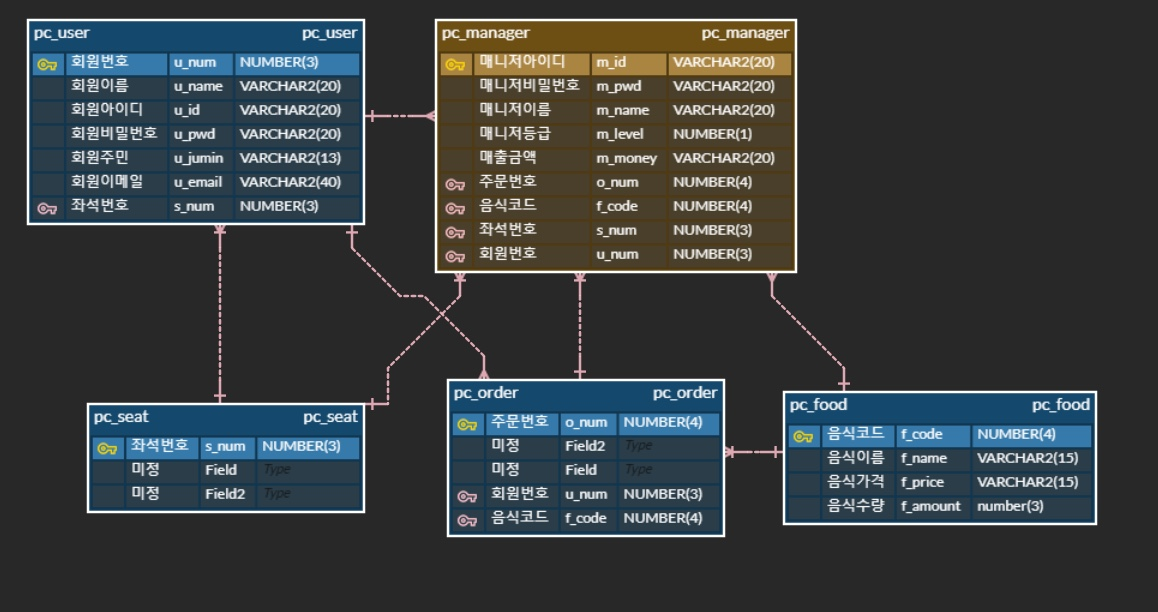 pc_user pc_user
회원번호 u_num NUMBER(3)
회원이름 u_name VARCHAR2(20)
회원아이디 u_id VARCHAR2(20)
회원비밀번호 u_pwd VARCHAR2(20)
회원주민 u_jumin VARCHAR2(13)
회원이메일 u_email VARCHAR2(40)
좌석번호 s_num NUMBER(3)
pc_manager pc_manager
매니저아이디 m_id VARCHAR2(20)
매니저비밀번호 m_pwd VARCHAR2(20)
매니저이름 m_name VARCHAR2(20)
매니저등급 m_level NUMBER(1)
매출금액 m_money VARCHAR2(20)
주문번호 o_num NUMBER(4)
음식코드 f_code NUMBER(4)
좌석번호 s_num NUMBER(3)
회원번호 u_num NUMBER(3)
pc_seat pc_seat
좌석번호 s_num NUMBER(3)
미정 Field Type
미정 Field2 Type
pc_order pc_order
주문번호 o_num NUMBER(4)
미정 Field2 Type
미정 Field Type
회원번호 u_num NUMBER(3)
음식코드 f_code NUMBER(4)
pc_food pc_food
음식코드 f_code NUMBER(4)
음식이름 f_name VARCHAR2(15)
음식가격 f_price VARCHAR2(15)
음식수량 f_amount number(3)